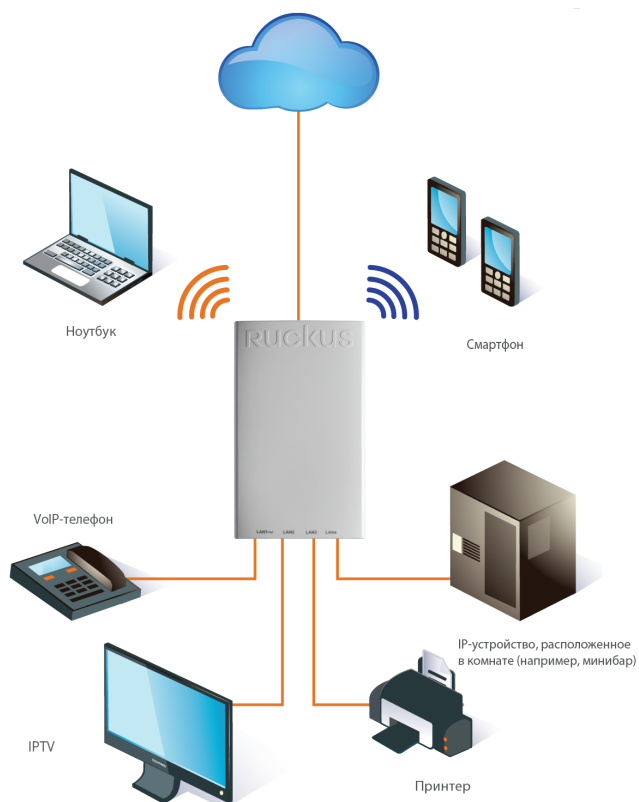 Ноутбук
Смартфон
RUCKUS
VoIP-телефон
LAN2
LAN3
LAN4
IP-устройство, расположенное
в комнате (например, минибар)
IPTV
Принтер